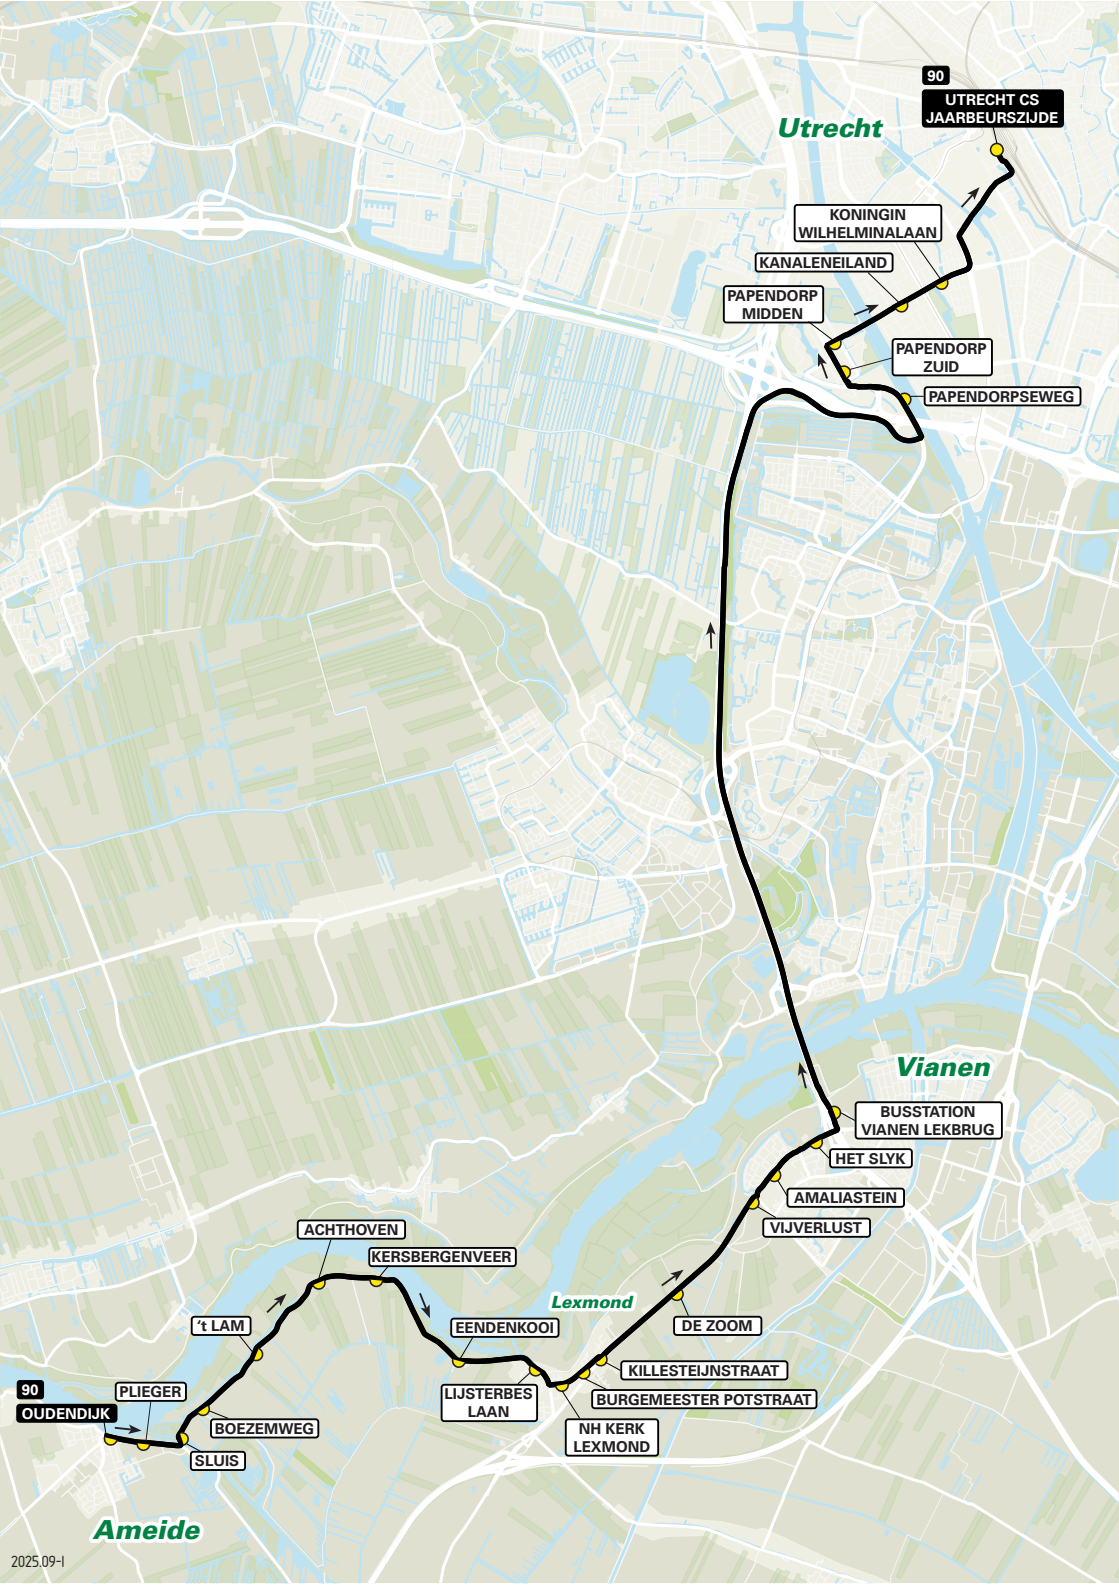 90
UTRECHT CS
JAARBEURSZIJDE
Utrecht
KONINGIN
WILHELMINALAAN
KANALENEILAND
PAPENDORP
MIDDEN
PAPENDORP
ZUID
PAPENDORPSEWEG
Vianen
BUSSTATION
VIANEN LEKBRUG
HET SLYK
AMALIASTEIN
VIJVERLUST
ACHTHOVEN
KERSBERGENVEER
Lexmond
't LAM
EENDENKOOI
DE ZOOM
KILLESTEIJNSTRAAT
90
OUDENDIJK
PLIEGER
LIJSTERBES
LAAN
BURGEMEESTER POTSTRAAT
BOEZEMWEG
NH KERK
LEXMOND
SLUIS
Ameide
2025.09-I